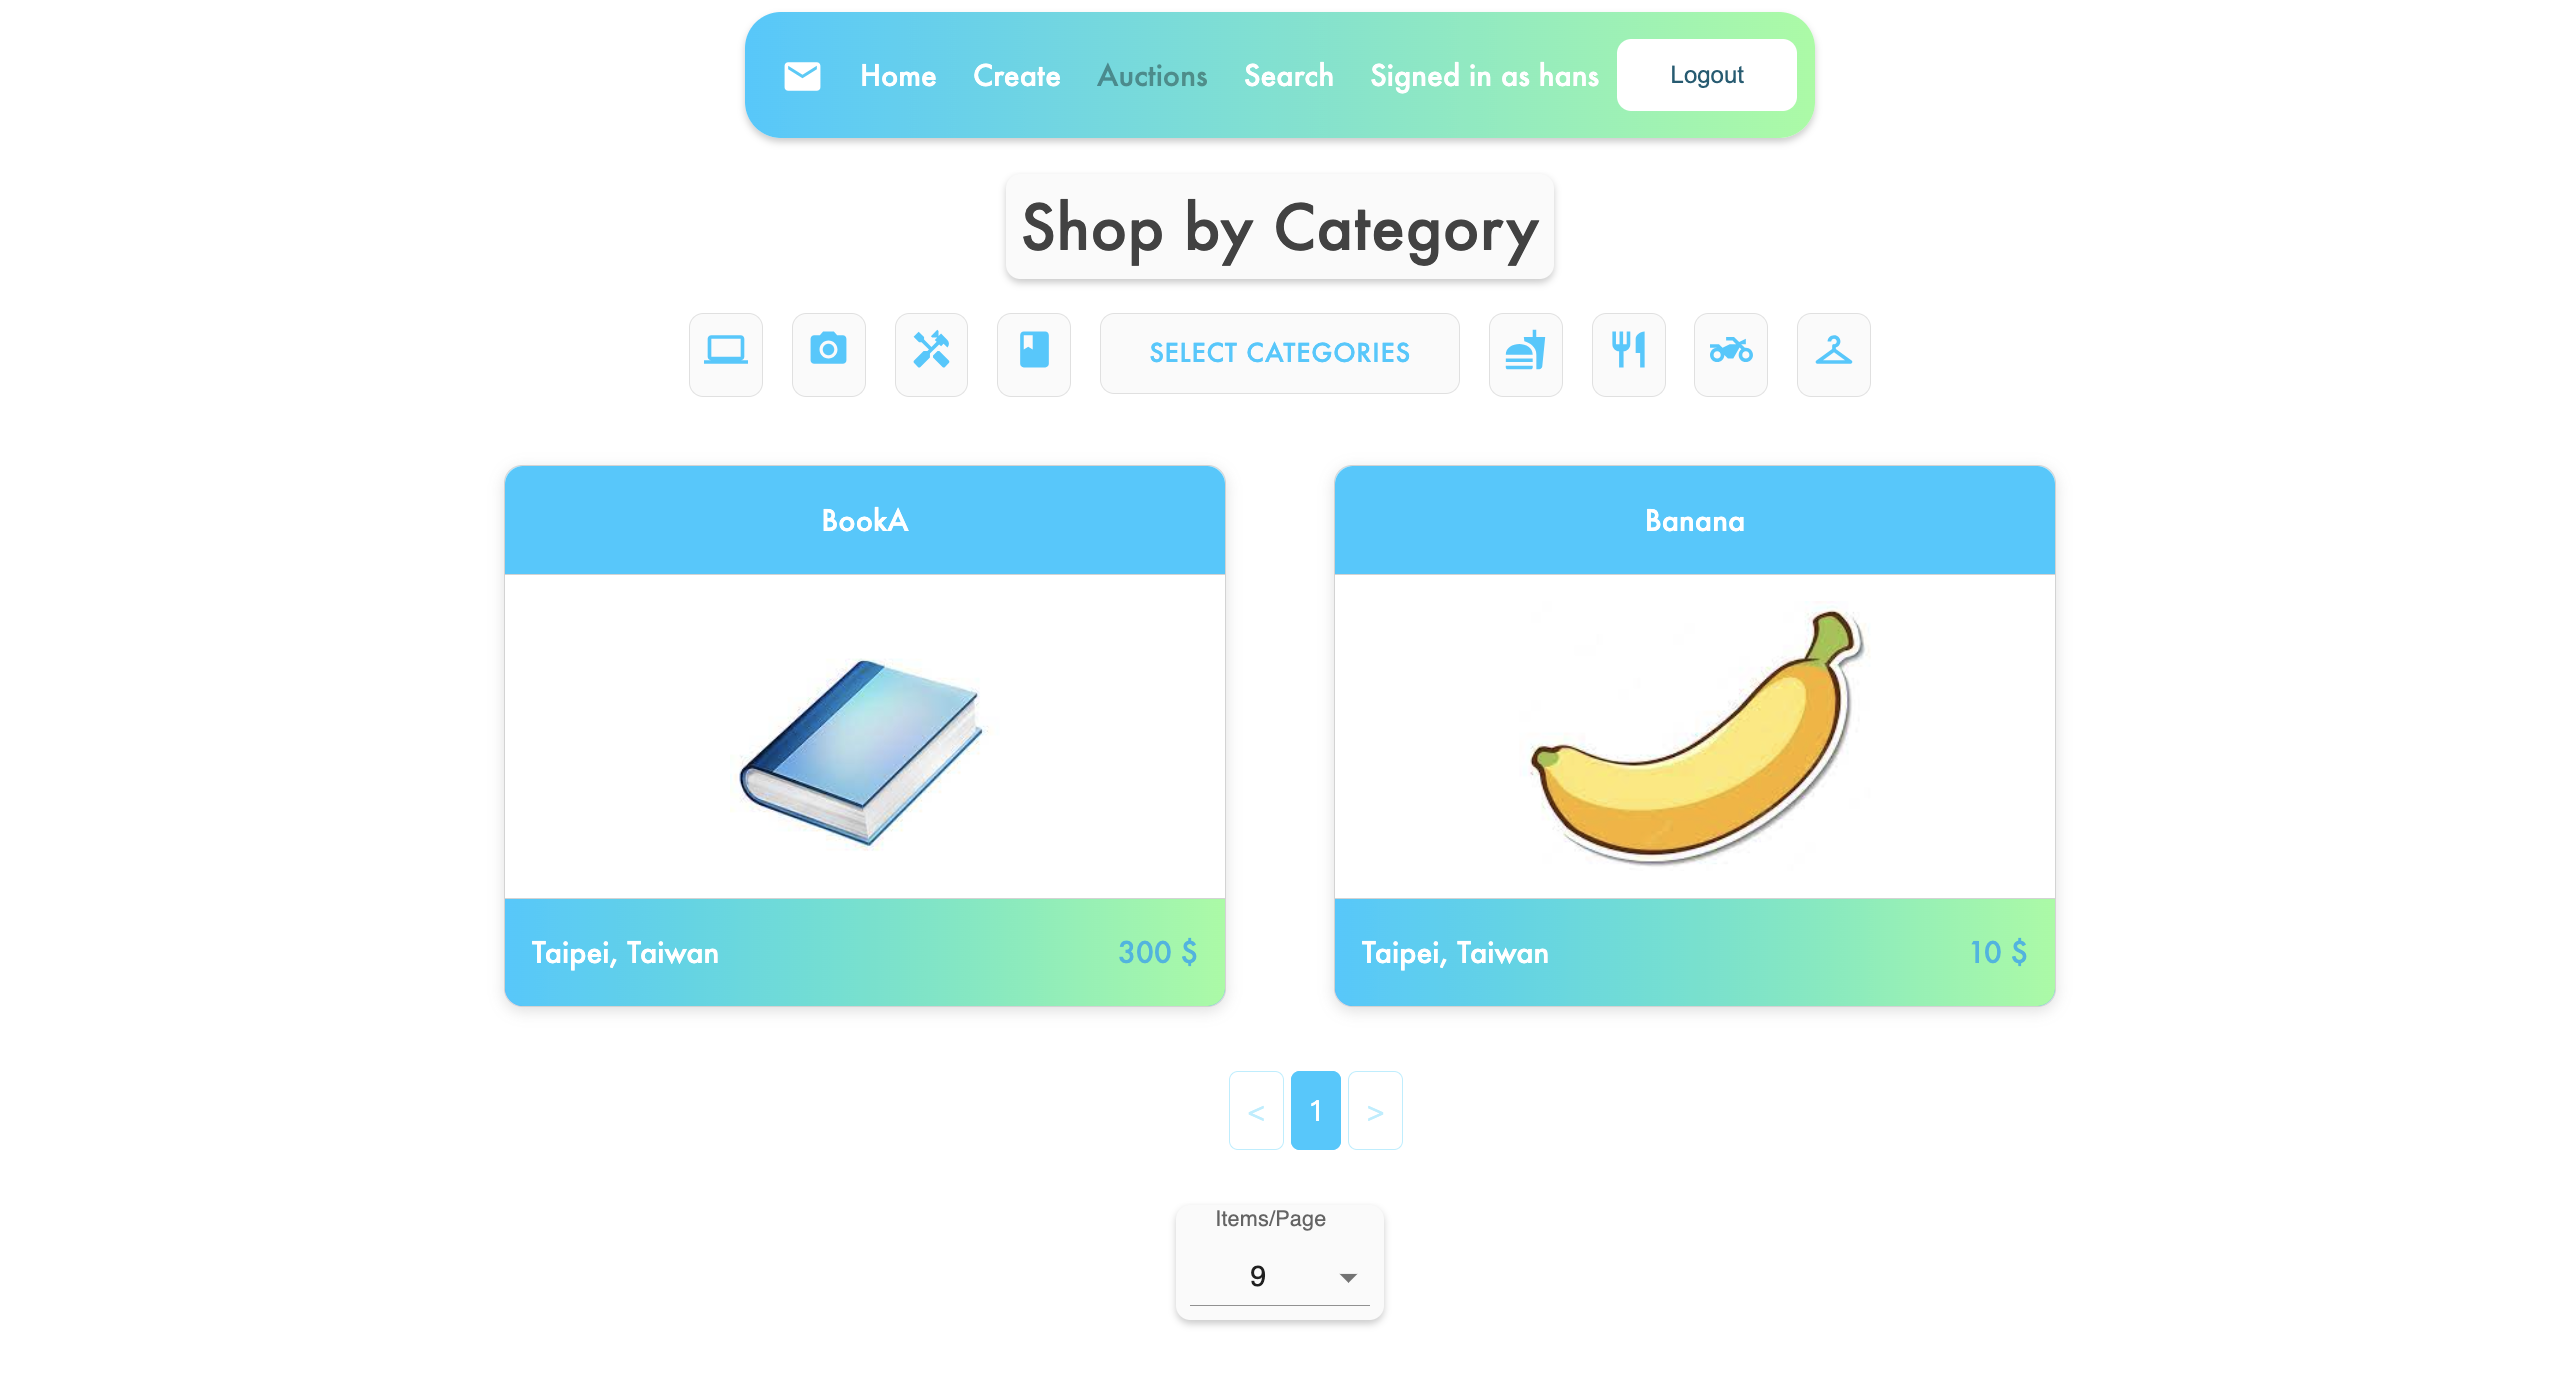 Home Create Auctions Search Signed in as hans Logout
Shop by Category
SELECT CATEGORIES
BookA
Banana
Taipei, Taiwan 300 $
Taipei, Taiwan 10 $
< 1 >
Items/Page
9